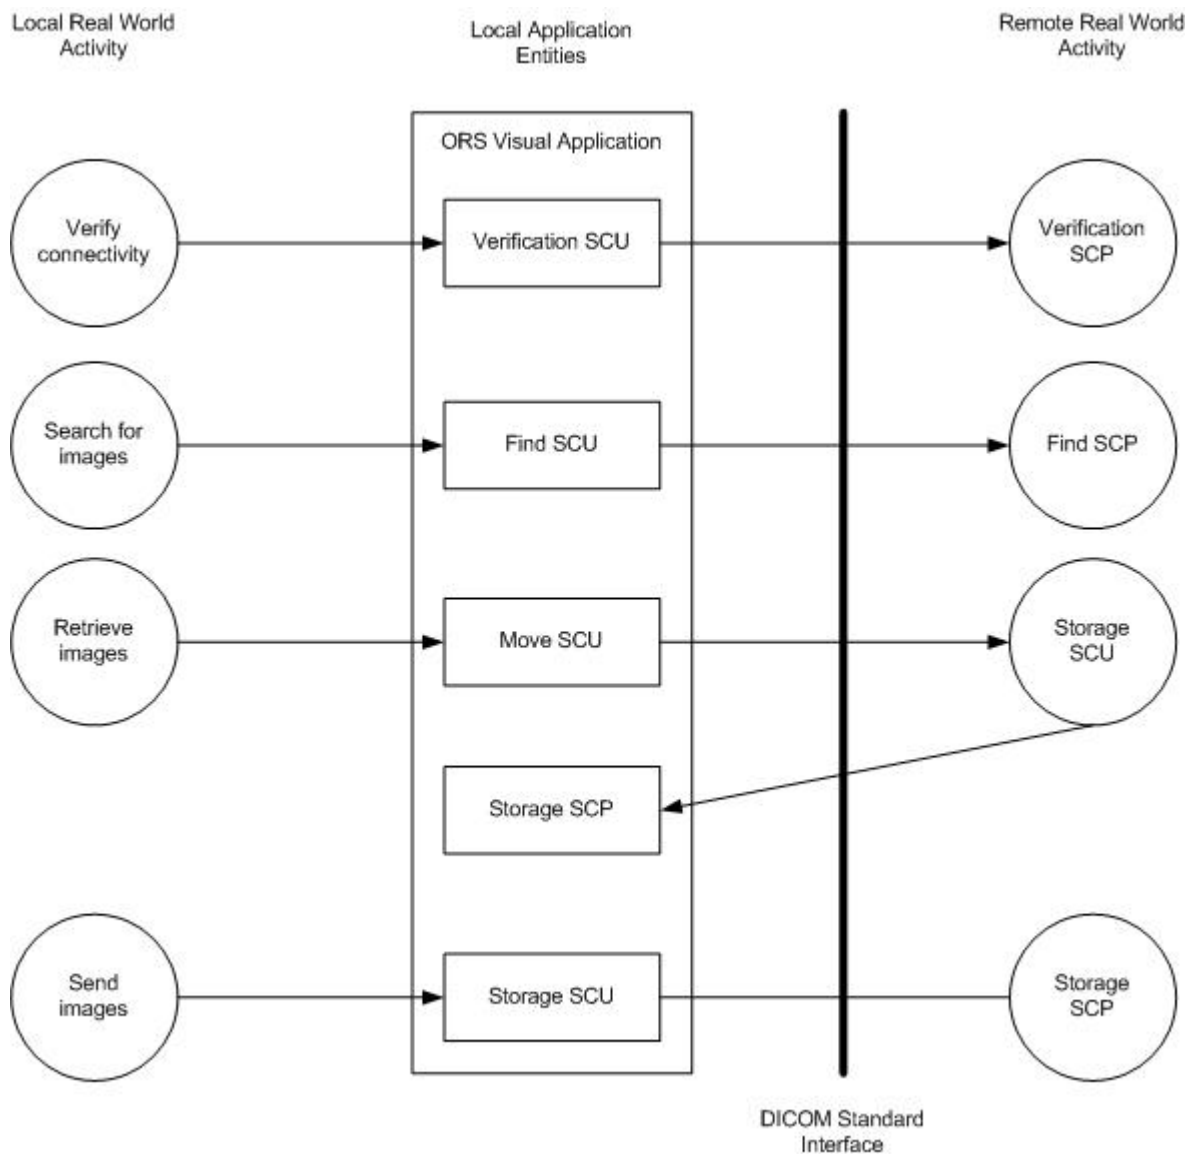 Local Real World
Activity
Local Application
Entities
Remote Real World
Activity
ORS Visual Application
Verify
connectivity
Verification SCU
Verification
SCP
Search for
images
Find SCU
Find SCP
Retrieve
images
Move SCU
Storage
SCU
Storage SCP
Send
images
Storage SCU
Storage
SCP
DICOM Standard
Interface